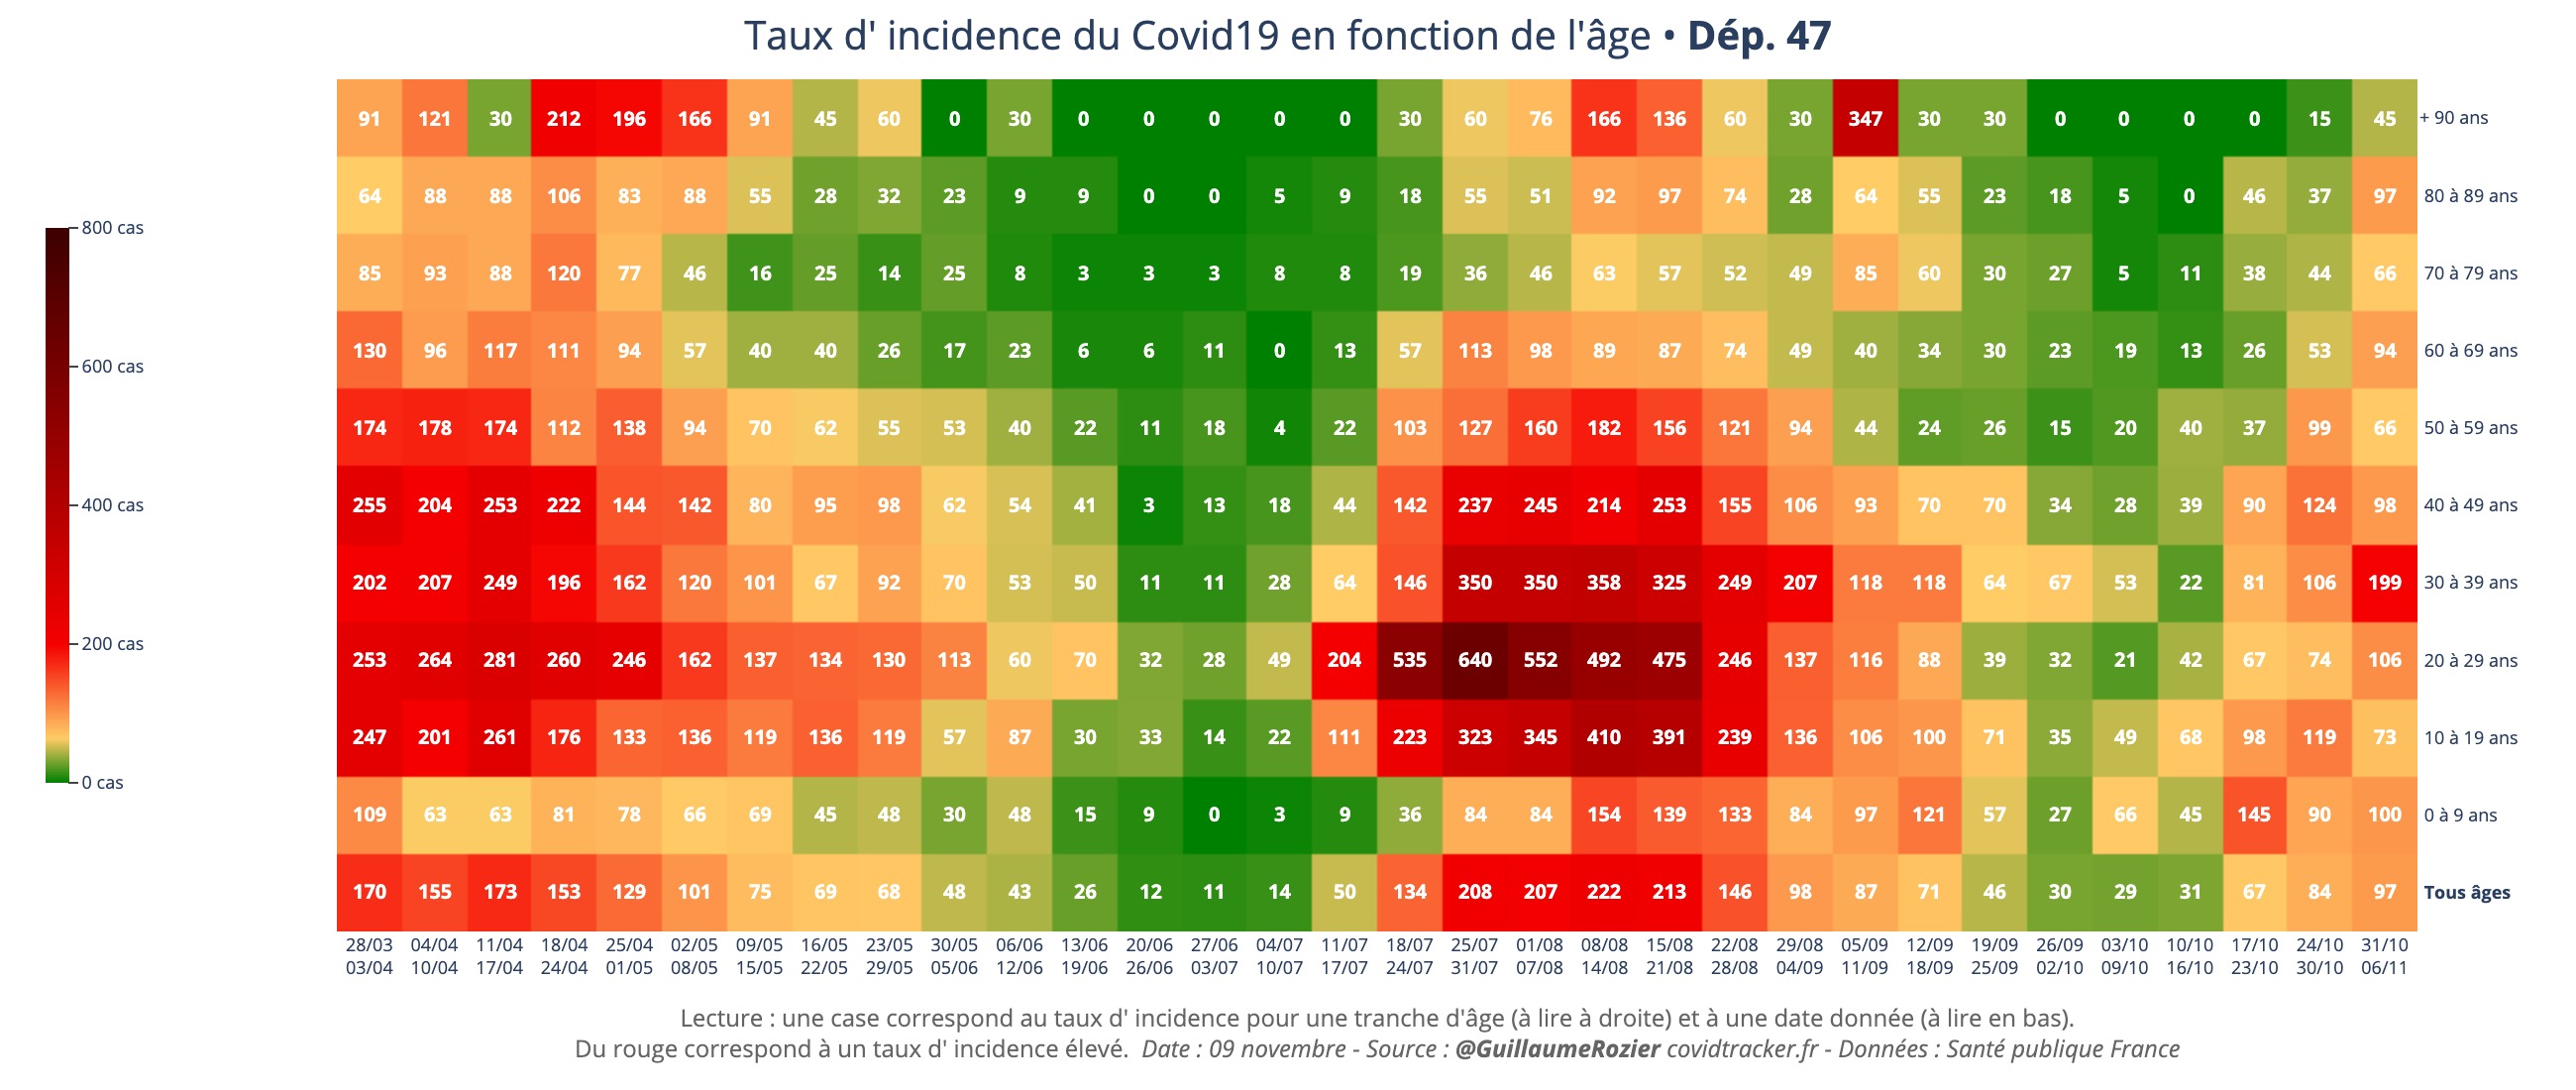 Taux d' incidence du Covid19 en fonction de l'âge • Dép. 47
800 cas
600 cas
400 cas
200 cas
0 cas
91 121 30 212 196 166 91 45 60 0 30 0 0 0 0 0 30 60 76 166 136 60 30 347 30 30 0 0 0 0 15 45 + 90 ans
64 88 88 106 83 88 55 28 32 23 9 9 0 0 5 9 18 55 51 92 97 74 28 64 55 23 18 5 0 46 37 97 80 à 89 ans
85 93 88 120 77 46 16 25 14 25 8 3 3 3 8 8 19 36 46 63 57 52 49 85 60 30 27 5 11 38 44 66 70 à 79 ans
130 96 117 111 94 57 40 40 26 17 23 6 6 11 0 13 57 113 98 89 87 74 49 40 34 30 23 19 13 26 53 94 60 à 69 ans
174 178 174 112 138 94 70 62 55 53 40 22 11 18 4 22 103 127 160 182 156 121 94 44 24 26 15 20 40 37 99 66 50 à 59 ans
255 204 253 222 144 142 80 95 98 62 54 41 3 13 18 44 142 237 245 214 253 155 106 93 70 70 34 28 39 90 124 98 40 à 49 ans
202 207 249 196 162 120 101 67 92 70 53 50 11 11 28 64 146 350 350 358 325 249 207 118 118 64 67 53 22 81 106 199 30 à 39 ans
253 264 281 260 246 162 137 134 130 113 60 70 32 28 49 204 535 640 552 492 475 246 137 116 88 39 32 21 42 67 74 106 20 à 29 ans
247 201 261 176 133 136 119 136 119 57 87 30 33 14 22 111 223 323 345 410 391 239 136 106 100 71 35 49 68 98 119 73 10 à 19 ans
109 63 63 81 78 66 69 45 48 30 48 15 9 0 3 9 36 84 84 154 139 133 84 97 121 57 27 66 45 145 90 100 0 à 9 ans
170 155 173 153 129 101 75 69 68 48 43 26 12 11 14 50 134 208 207 222 213 146 98 87 71 46 30 29 31 67 84 97 Tous âges
28/03 04/04 11/04 18/04 25/04 02/05 09/05 16/05 23/05 30/05 06/06 13/06 20/06 27/06 04/07 11/07 18/07 25/07 01/08 08/08 15/08 22/08 29/08 05/09 12/09 19/09 26/09 03/10 10/10 17/10 24/10 31/10
03/04 10/04 17/04 24/04 01/05 08/05 15/05 22/05 29/05 05/06 12/06 19/06 26/06 03/07 10/07 17/07 24/07 31/07 07/08 14/08 21/08 28/08 04/09 11/09 18/09 25/09 02/10 09/10 16/10 23/10 30/10 06/11
Lecture : une case correspond au taux d' incidence pour une tranche d'âge (à lire à droite) et à une date donnée (à lire en bas).
Du rouge correspond à un taux d' incidence élevé. Date : 09 novembre - Source : @GuillaumeRozier covidtracker.fr - Données : Santé publique France